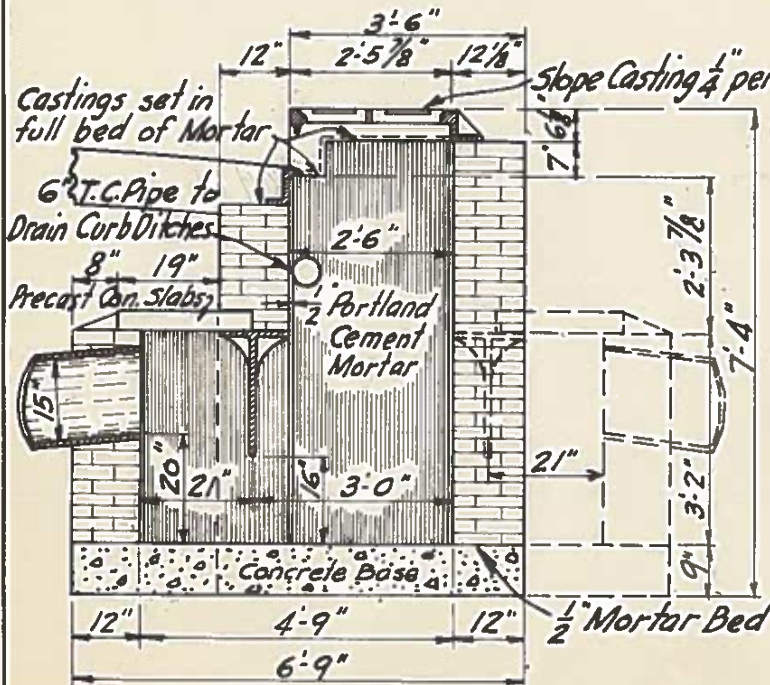 3'-6"
12"
2'-5 7/8"
12 1/8"
Slope Casting 1/4" per
Castings set in
full bed of Mortar
7"
6"T.C.Pipe to
Drain Curb Ditches
2'-6"
8"
19"
Precast Con. Slabs
1/2" Portland
Cement
Mortar
2'-3 7/8"
7'-4"
15"
20"
21"
16"
3'-0"
21"
3'-2"
9"
Concrete Base
1/2" Mortar Bed
12"
4'-9"
12"
6'-9"